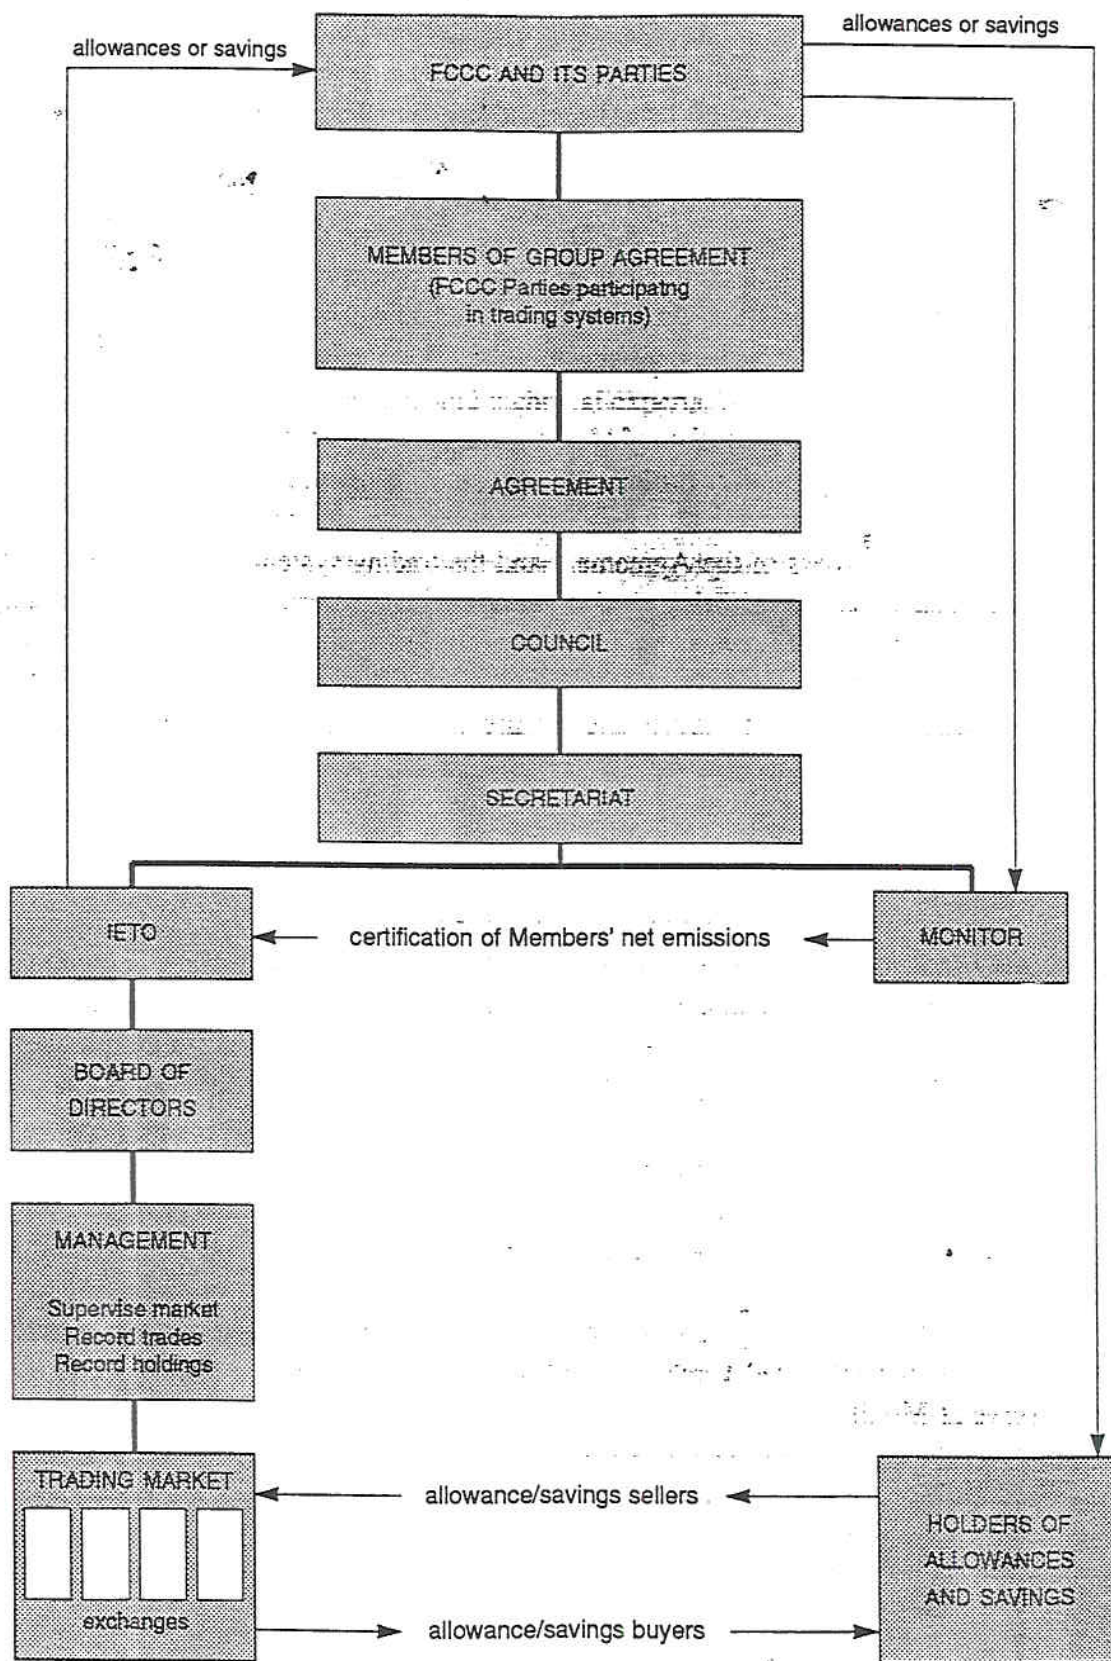 allowances or savings
allowances or savings
FCCC AND ITS PARTIES
MEMBERS OF GROUP AGREEMENT
(FCCC Parties participatng
in trading systems)
AGREEMENT
COUNCIL
SECRETARIAT
IETO
certification of Members' net emissions
MONITOR
BOARD OF
DIRECTORS
MANAGEMENT
Supervise market
Record trades
Record holdings
TRADING MARKET
exchanges
allowance/savings sellers
allowance/savings buyers
HOLDERS OF
ALLOWANCES
AND SAVINGS